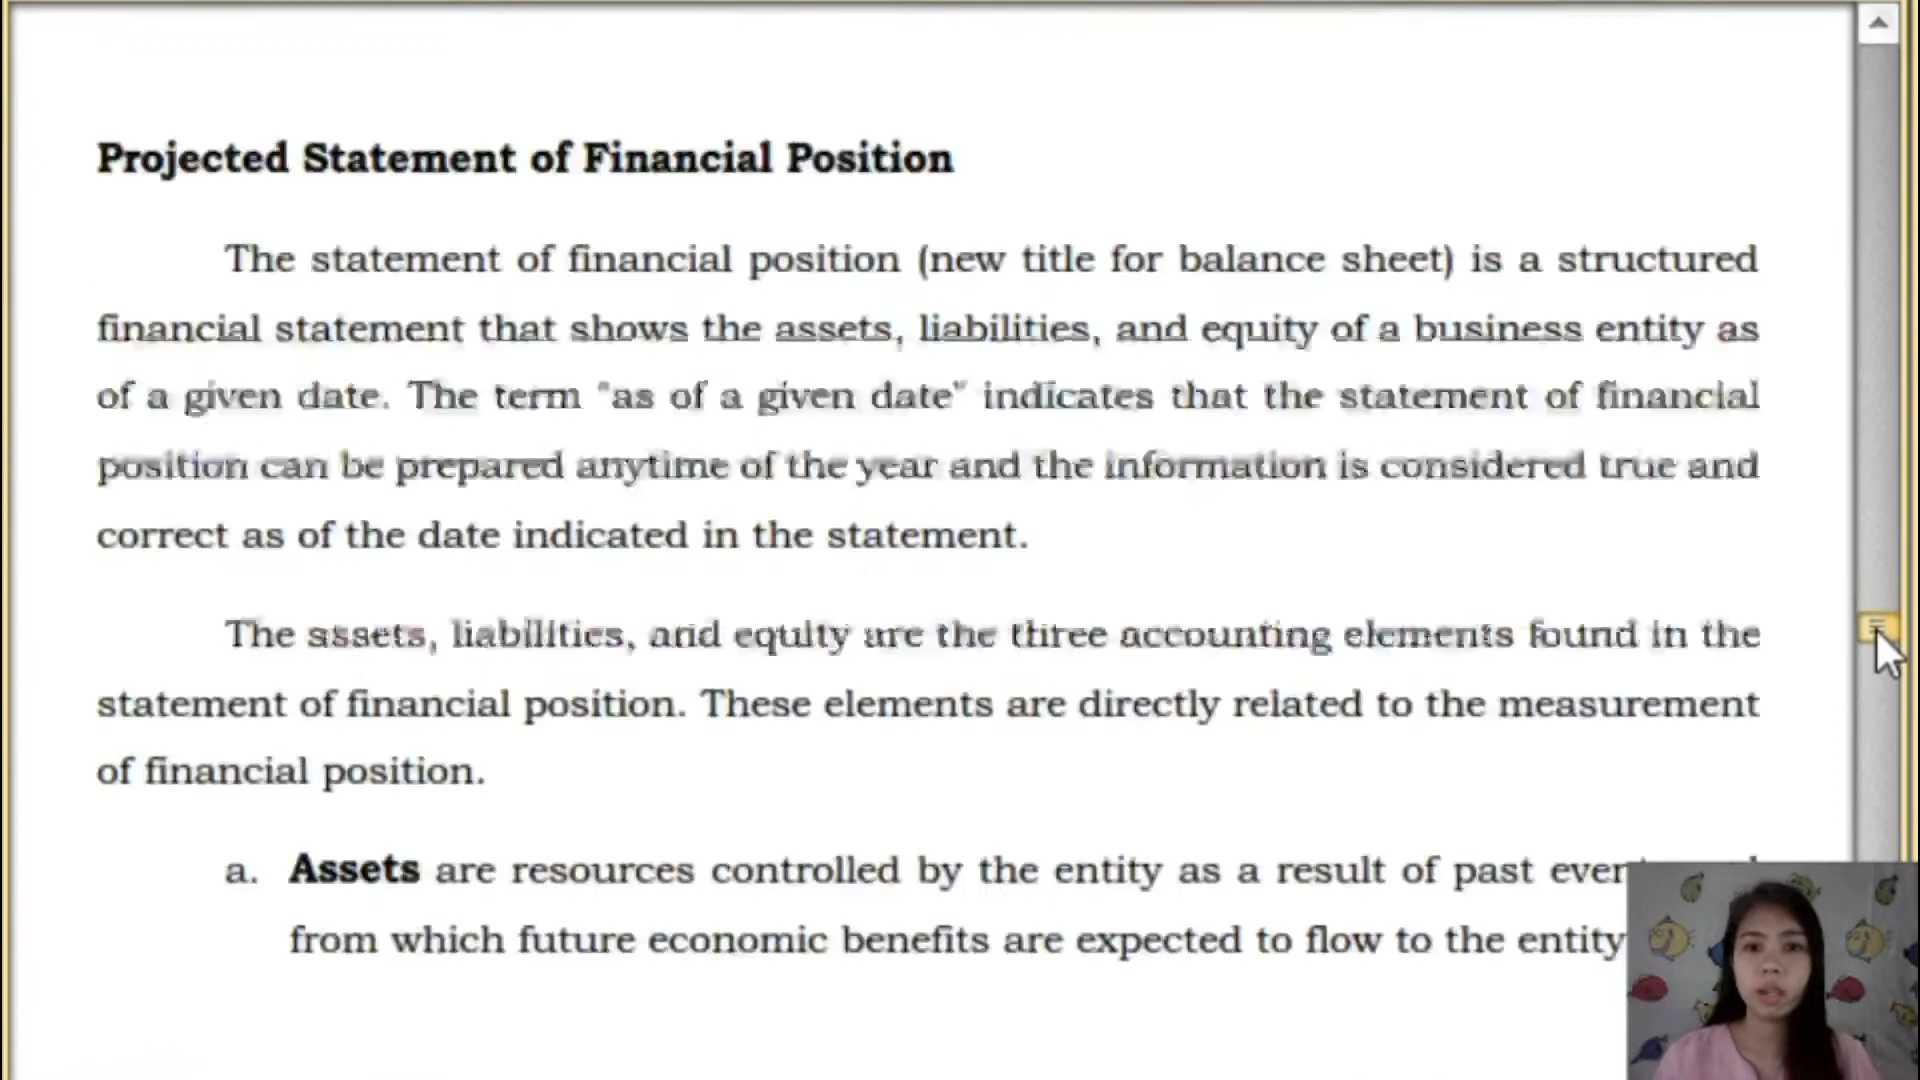 Projected Statement of Financial Position
The statement of financial position (new title for balance sheet) is a structured
financial statement that shows the assets, liabilities, and equity of a business entity as
of a given date. The term "as of a given date" indicates that the statement of financial
position can be prepared anytime of the year and the information is considered true and
correct as of the date indicated in the statement.
The assets, liabilities, and equity are the three accounting elements found in the
statement of financial position. These elements are directly related to the measurement
of financial position.
a. Assets are resources controlled by the entity as a result of past
from which future economic benefits are expected to flow to the entity